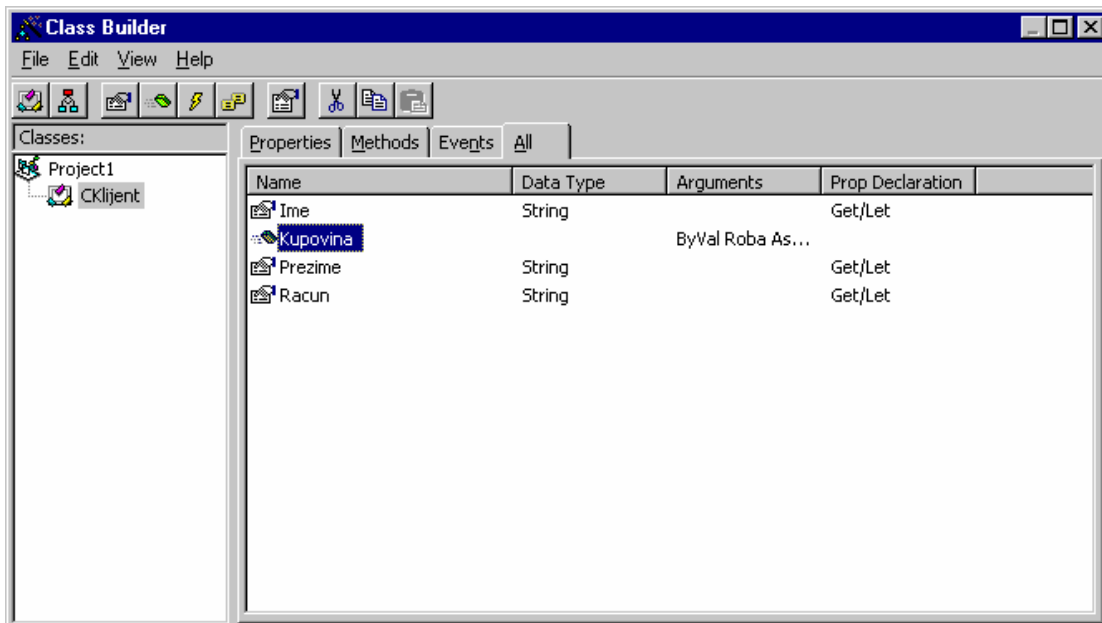 Class Builder
File Edit View Help
Classes:
Properties Methods Events All
Project1
CKlijent
Name Data Type Arguments Prop Declaration
Ime String Get/Let
Kupovina ByVal Roba As...
Prezime String Get/Let
Racun String Get/Let